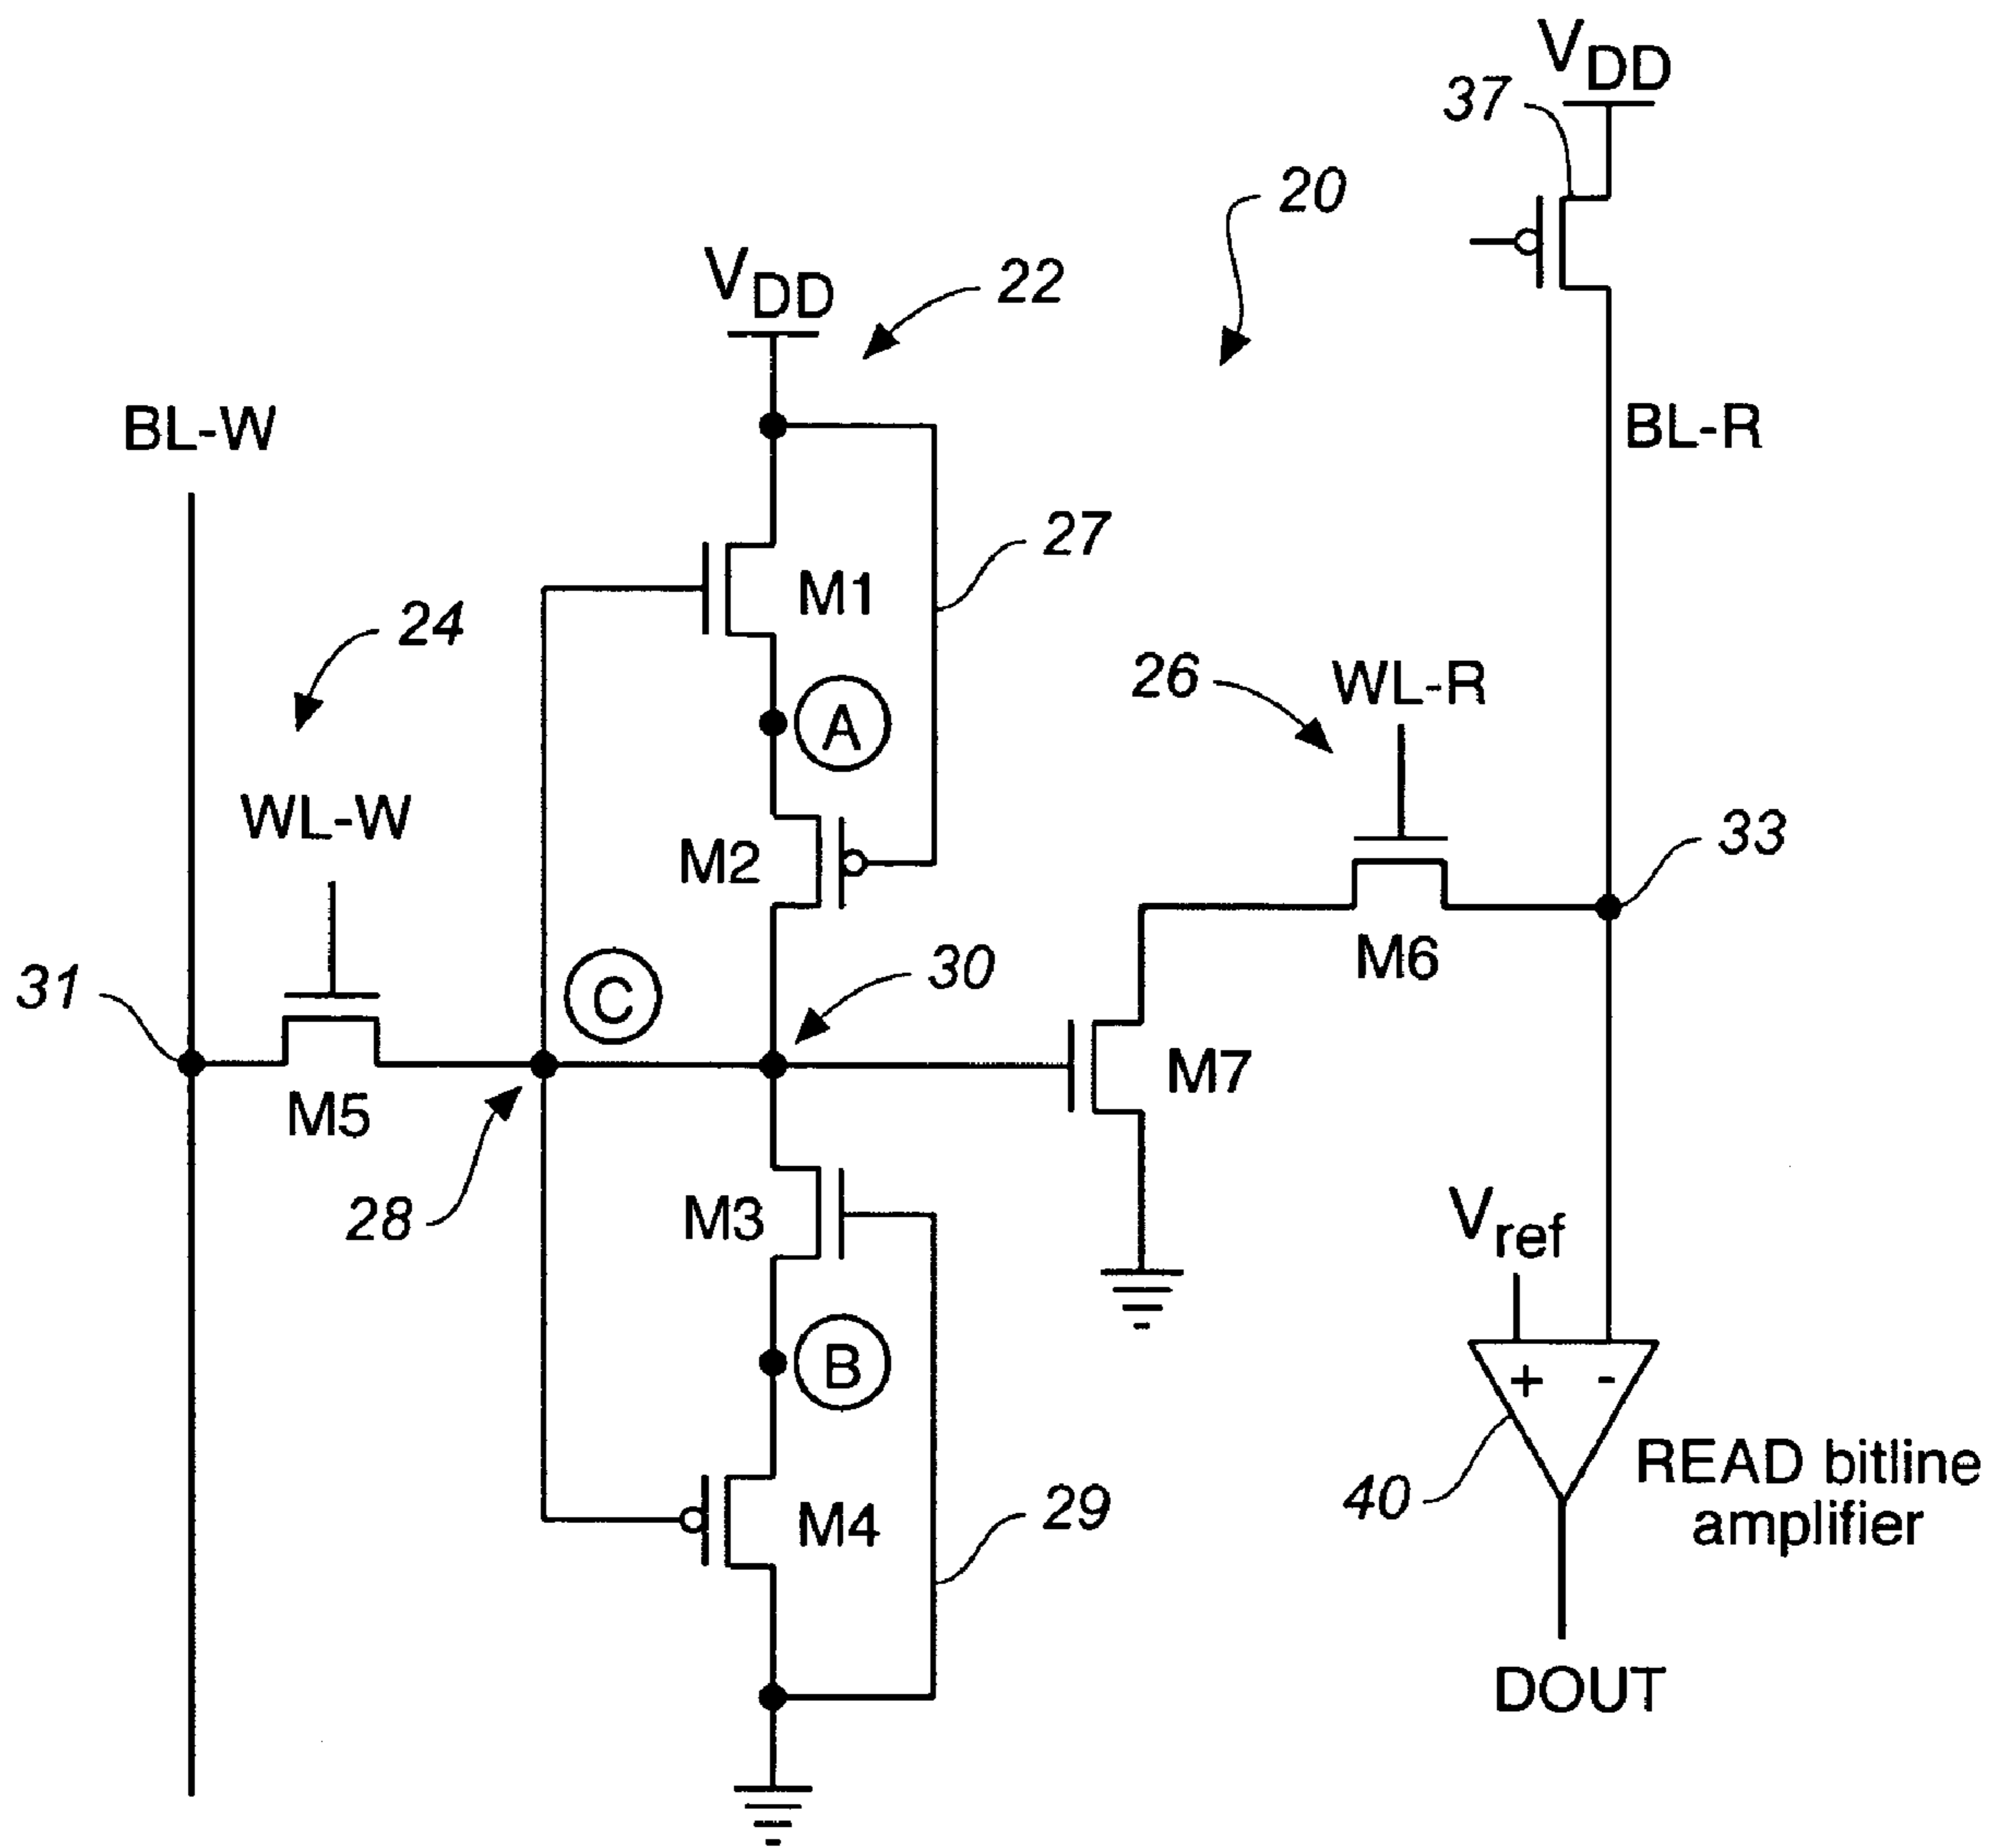 VDD
37
20
VDD
22
BL-W
BL-R
27
M1
24
26
WL-R
A
WL-W
M2
33
31
C
30
M6
M5
M7
28
M3
Vref
B
+ -
READ bitline
amplifier
40
M4
29
DOUT